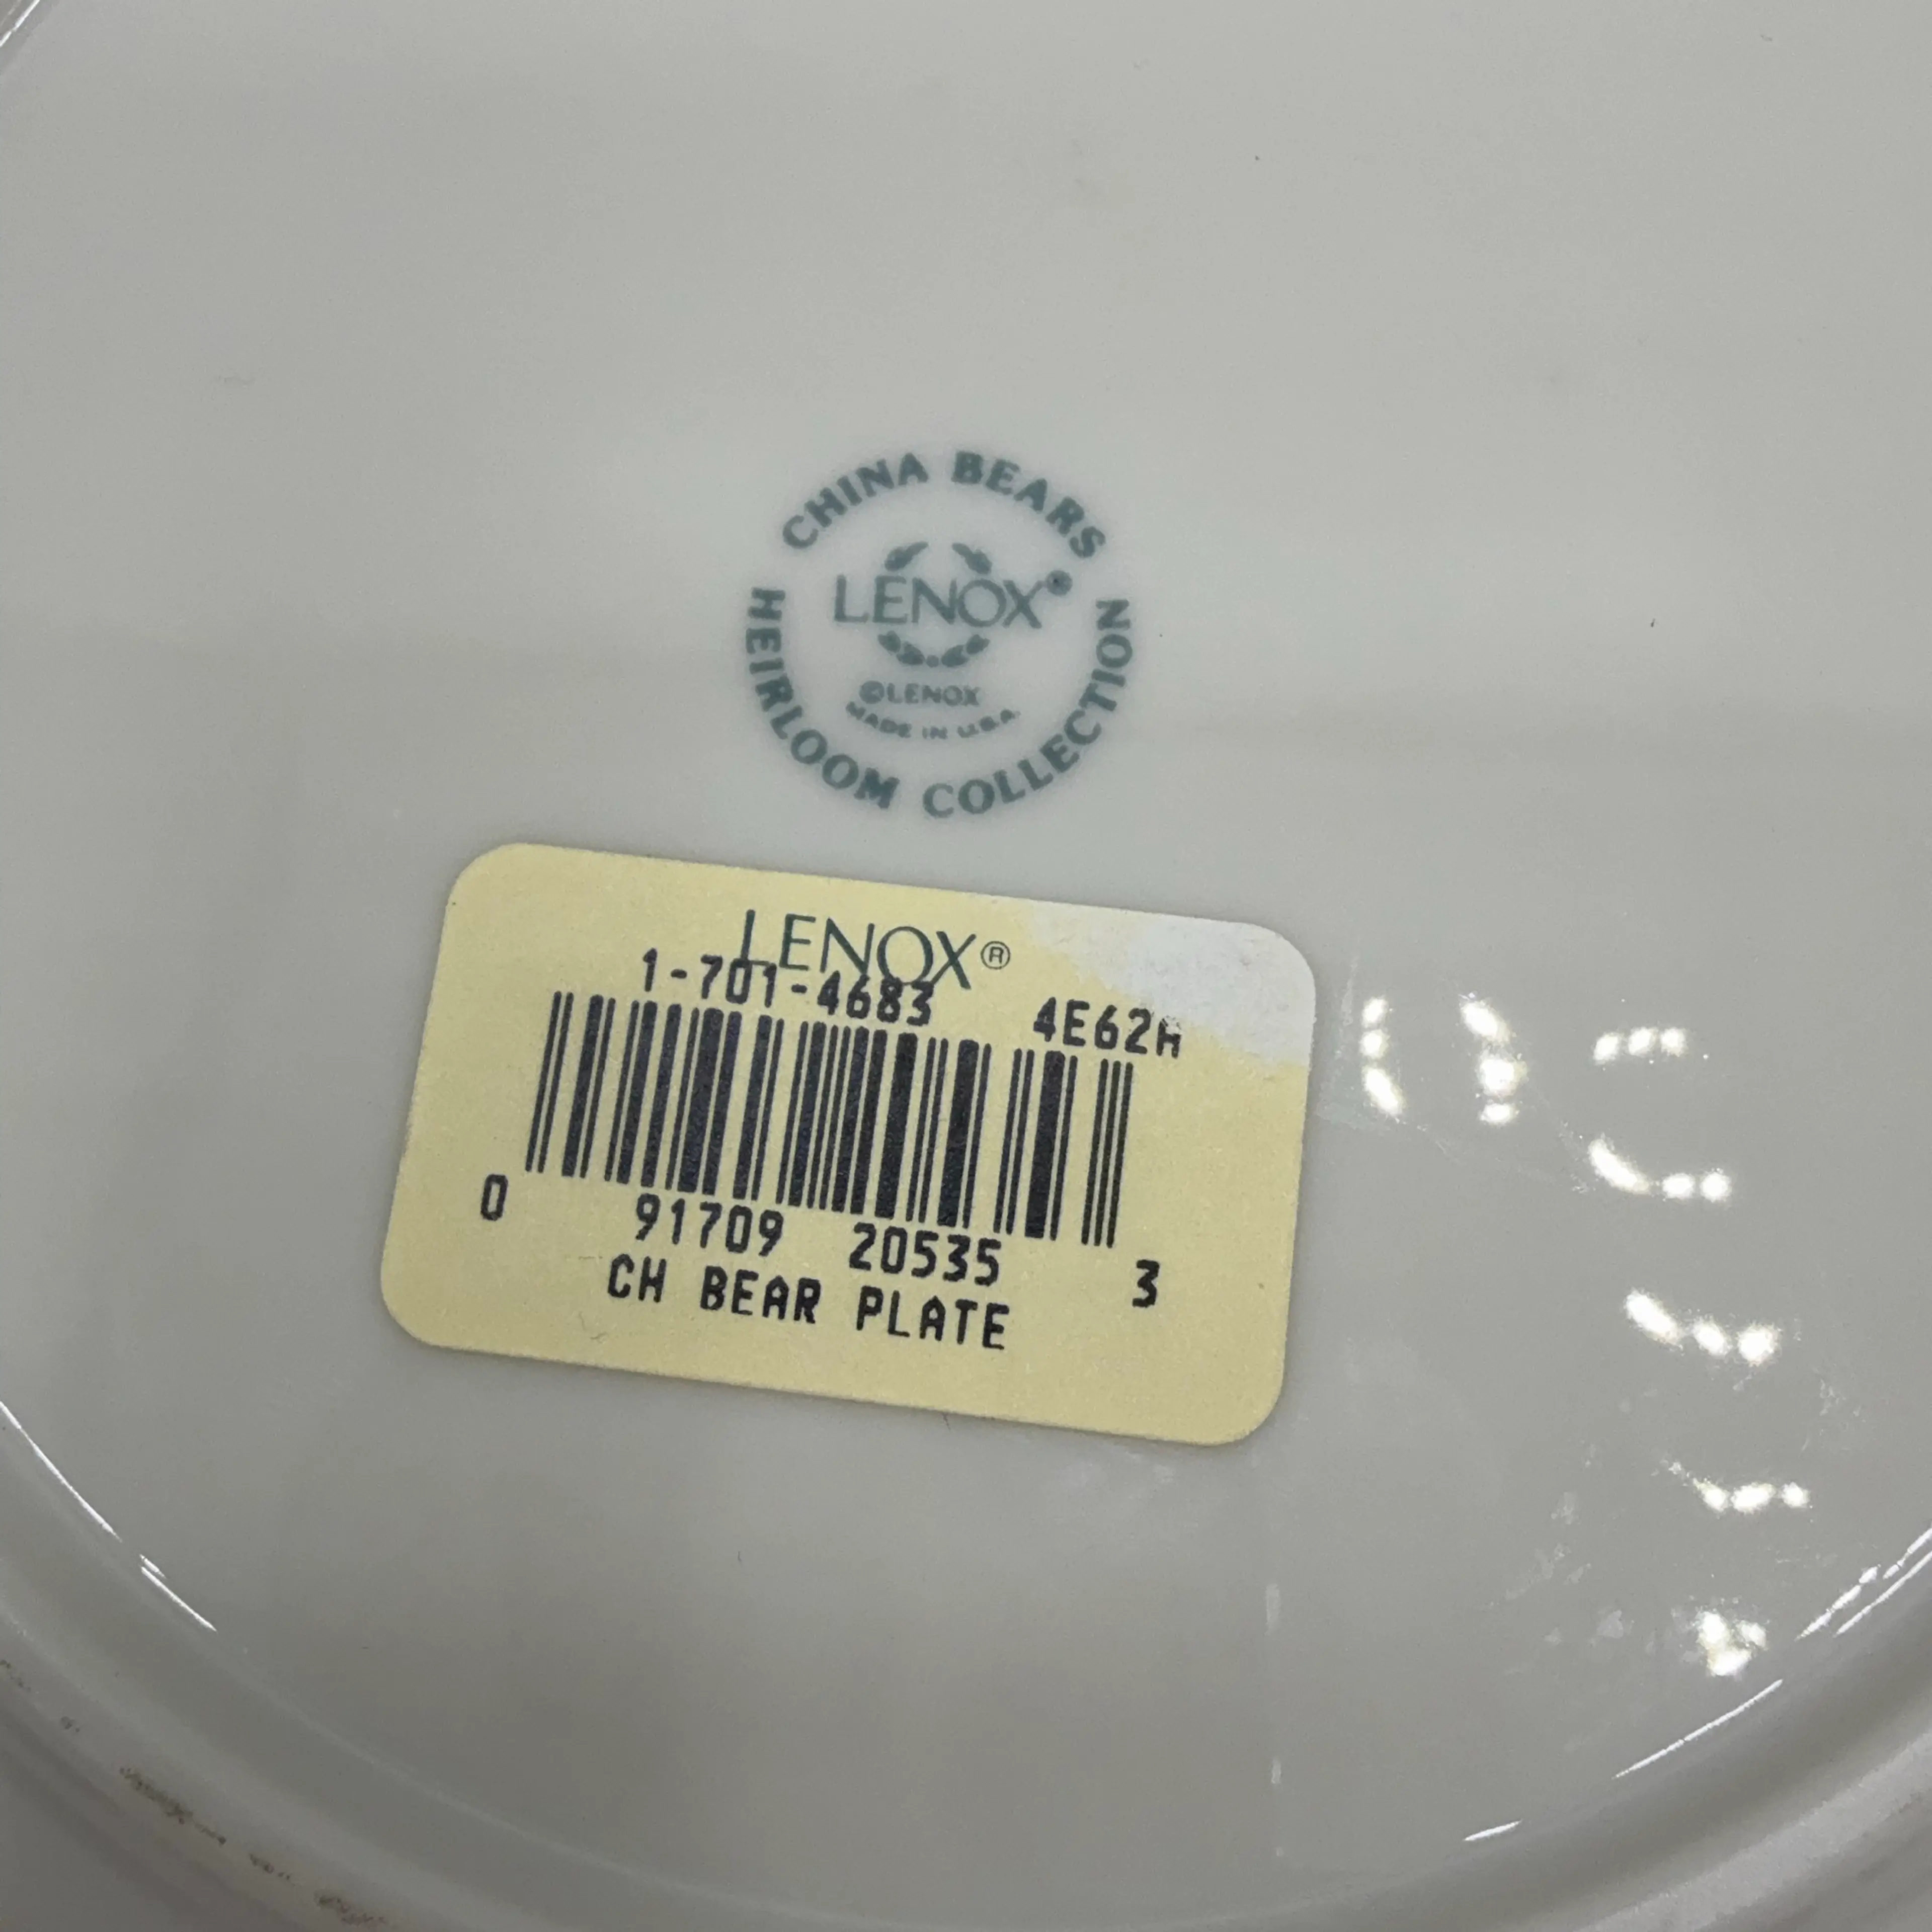 CHINA BEARS
LENOX®
©LENOX
MADE IN U.S.A.
HEIRLOOM COLLECTION
LENOX®
1-701-4683 4E62H
0 91709 20535 3
CH BEAR PLATE